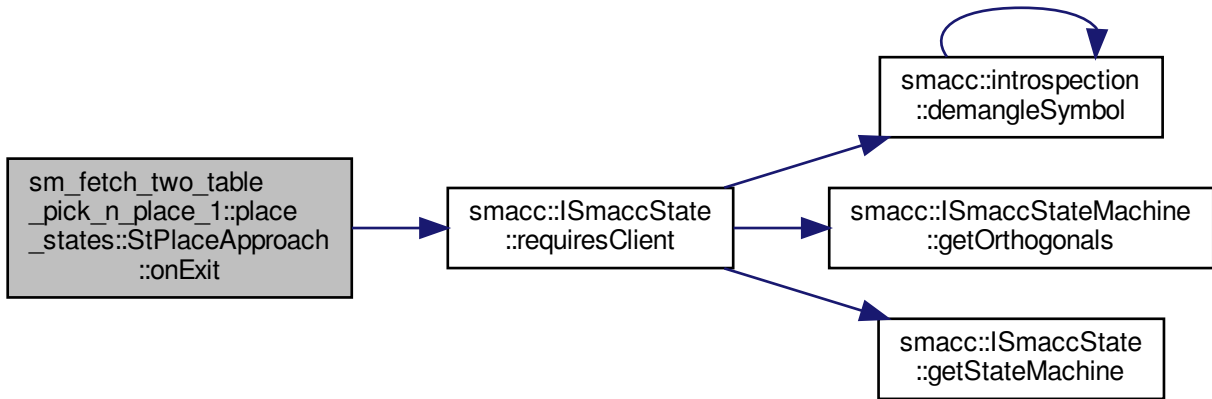 sm_fetch_two_table
_pick_n_place_1::place
_states::StPlaceApproach
::onExit
smacc::ISmaccState
::requiresClient
smacc::introspection
::demangleSymbol
smacc::ISmaccStateMachine
::getOrthogonals
smacc::ISmaccState
::getStateMachine